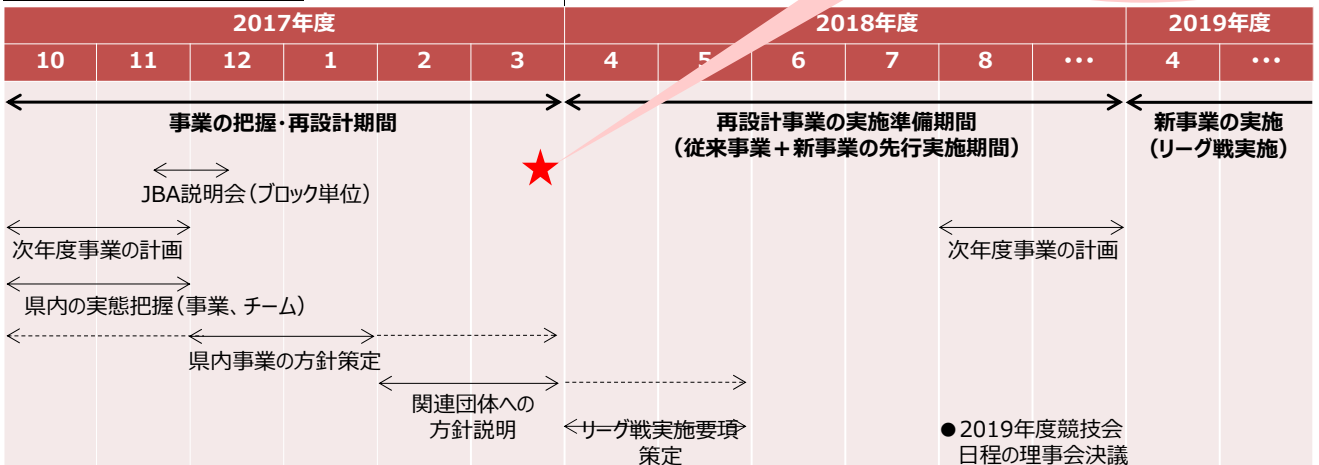 2017年度 2018年度 2019年度
10 11 12 1 2 3 4 5 6 7 8 ・・・ 4 ・・・
事業の把握・再設計期間
再設計事業の実施準備期間
(従来事業+新事業の先行実施期間)
新事業の実施
(リーグ戦実施)
JBA説明会(ブロック単位)
次年度事業の計画
次年度事業の計画
県内の実態把握(事業、チーム)
県内事業の方針策定
関連団体への
方針説明
リーグ戦実施要項
策定
●2019年度競技会
日程の理事会決議